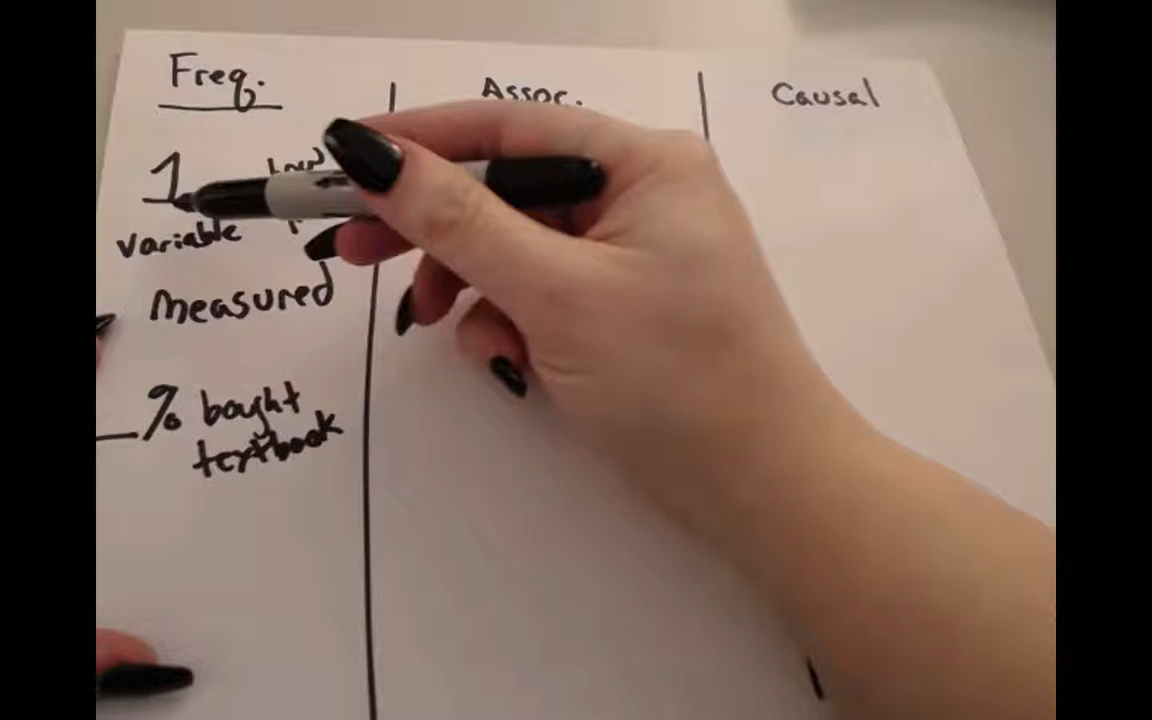 Freq.
Assoc.
Causal
1
variable
measured
% bought
textbook